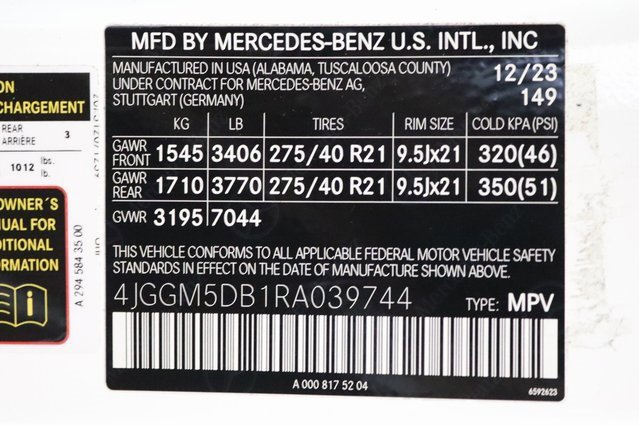 MFD BY MERCEDES-BENZ U.S. INTL., INC
MANUFACTURED IN USA (ALABAMA, TUSCALOOSA COUNTY) 12/23
UNDER CONTRACT FOR MERCEDES-BENZ AG,
STUTTGART (GERMANY) 149
KG LB TIRES RIM SIZE COLD KPA(PSI)
GAWR FRONT 1545 3406 275/40 R21 9.5Jx21 320(46)
GAWR REAR 1710 3770 275/40 R21 9.5Jx21 350(51)
GVWR 3195 7044
THIS VEHICLE CONFORMS TO ALL APPLICABLE FEDERAL MOTOR VEHICLE SAFETY
STANDARDS IN EFFECT ON THE DATE OF MANUFACTURE SHOWN ABOVE.
4JGGM5DB1RA039744 TYPE: MPV
A 000 817 52 04 6592623
ON
CHARGEMENT
REAR
ARRIÈRE 3
1012 lbs.
lb.
OWNER´S
UAL FOR
ITIONAL
RMATION
A 294 584 35 00